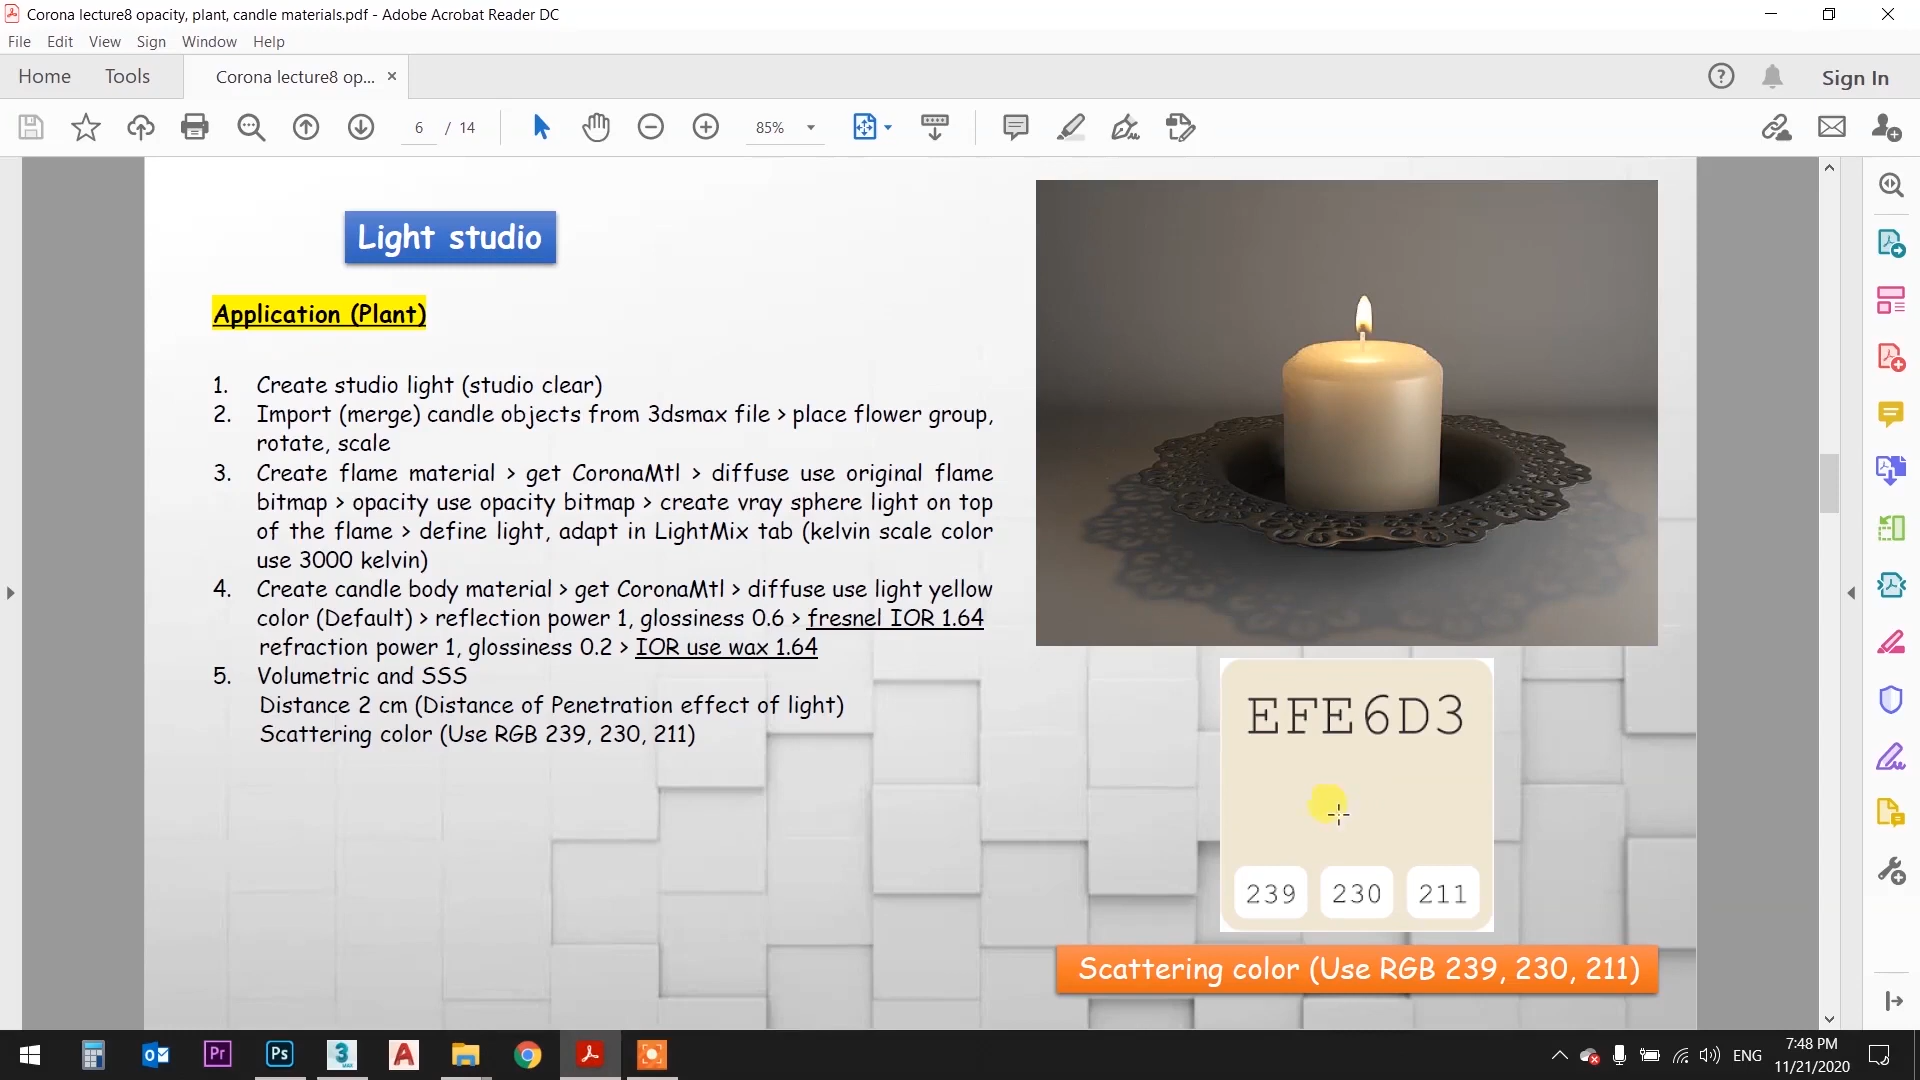 Corona lecture8 opacity, plant, candle materials.pdf - Adobe Acrobat Reader DC
File Edit View Sign Window Help
Home Tools Corona lecture8 op... × Sign In
6 / 14 85%
Light studio
Application (Plant)
1. Create studio light (studio clear)
2. Import (merge) candle objects from 3dsmax file > place flower group,
rotate, scale
3. Create flame material > get CoronaMtl > diffuse use original flame
bitmap > opacity use opacity bitmap > create vray sphere light on top
of the flame > define light, adapt in LightMix tab (kelvin scale color
use 3000 kelvin)
4. Create candle body material > get CoronaMtl > diffuse use light yellow
color (Default) > reflection power 1, glossiness 0.6 > fresnel IOR 1.64
refraction power 1, glossiness 0.2 > IOR use wax 1.64
5. Volumetric and SSS
Distance 2 cm (Distance of Penetration effect of light)
Scattering color (Use RGB 239, 230, 211)
EFE6D3
239 230 211
Scattering color (Use RGB 239, 230, 211)
Pr Ps 3 A
ENG
7:48 PM
11/21/2020